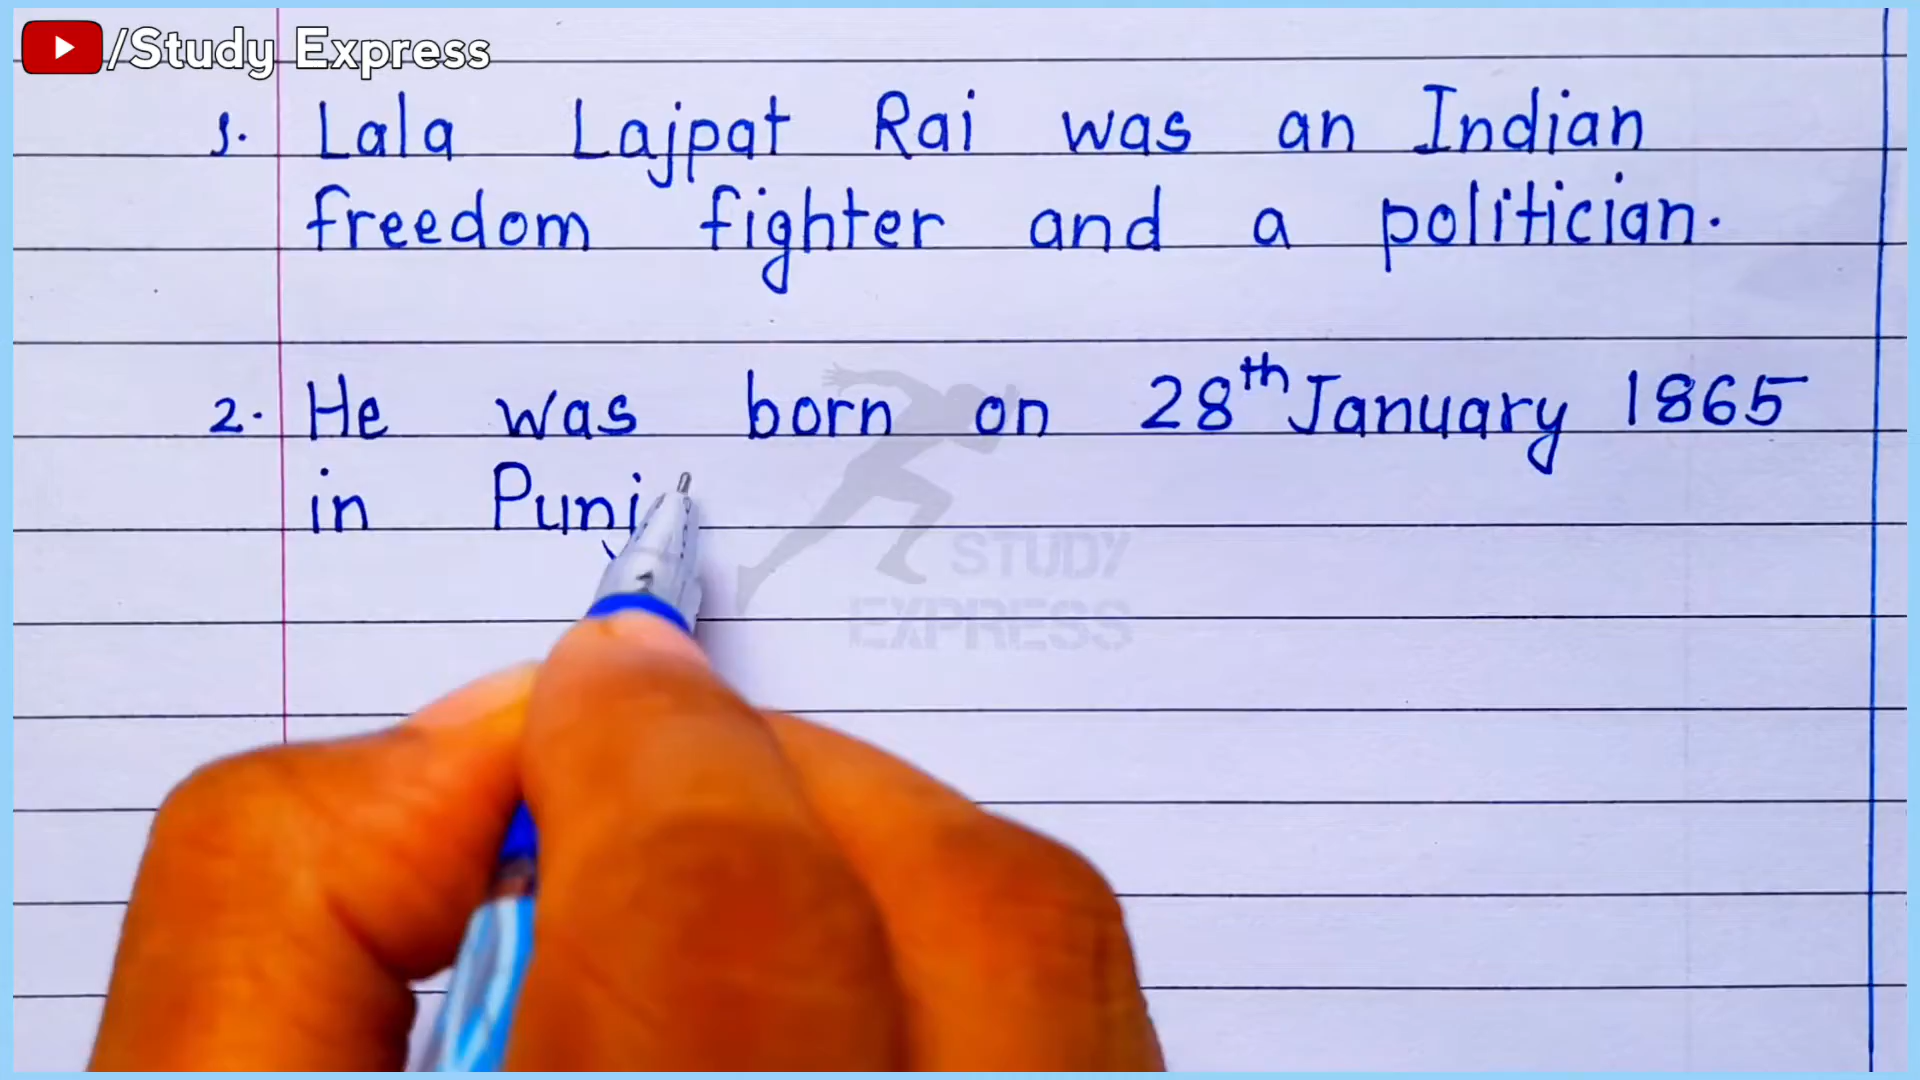 /Study Express
1. Lala Lajpat Rai was an Indian
freedom fighter and a politician.
2. He was born on 28th January 1865
in Punj
STUDY
EXPRESS